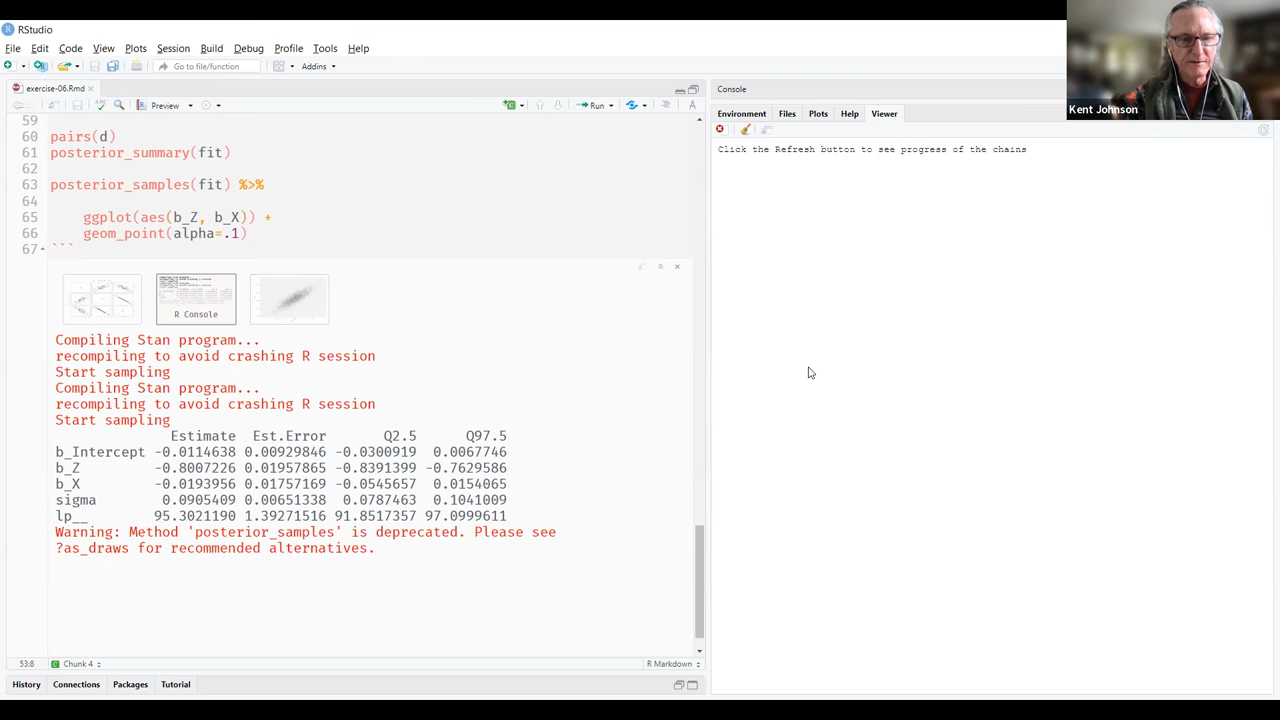 RStudio
File Edit Code View Plots Session Build Debug Profile Tools Help
Go to file/function Addins
exercise-06.Rmd
Preview Run
59
60 pairs(d)
61 posterior_summary(fit)
62
63 posterior_samples(fit) %>%
64
65 ggplot(aes(b_Z, b_X)) +
66 geom_point(alpha=.1)
67 ```
R Console
Compiling Stan program...
recompiling to avoid crashing R session
Start sampling
Compiling Stan program...
recompiling to avoid crashing R session
Start sampling
Estimate Est.Error Q2.5 Q97.5
b_Intercept -0.0114638 0.00929846 -0.0300919 0.0067746
b_Z -0.8007226 0.01957865 -0.8391399 -0.7629586
b_X -0.0193956 0.01757169 -0.0545657 0.0154065
sigma 0.0905409 0.00651338 0.0787463 0.1041009
lp__ 95.3021190 1.39271516 91.8517357 97.0999611
Warning: Method 'posterior_samples' is deprecated. Please see
?as_draws for recommended alternatives.
53:8 Chunk 4 R Markdown
History Connections Packages Tutorial
Console
Environment Files Plots Help Viewer
Click the Refresh button to see progress of the chains
Kent Johnson